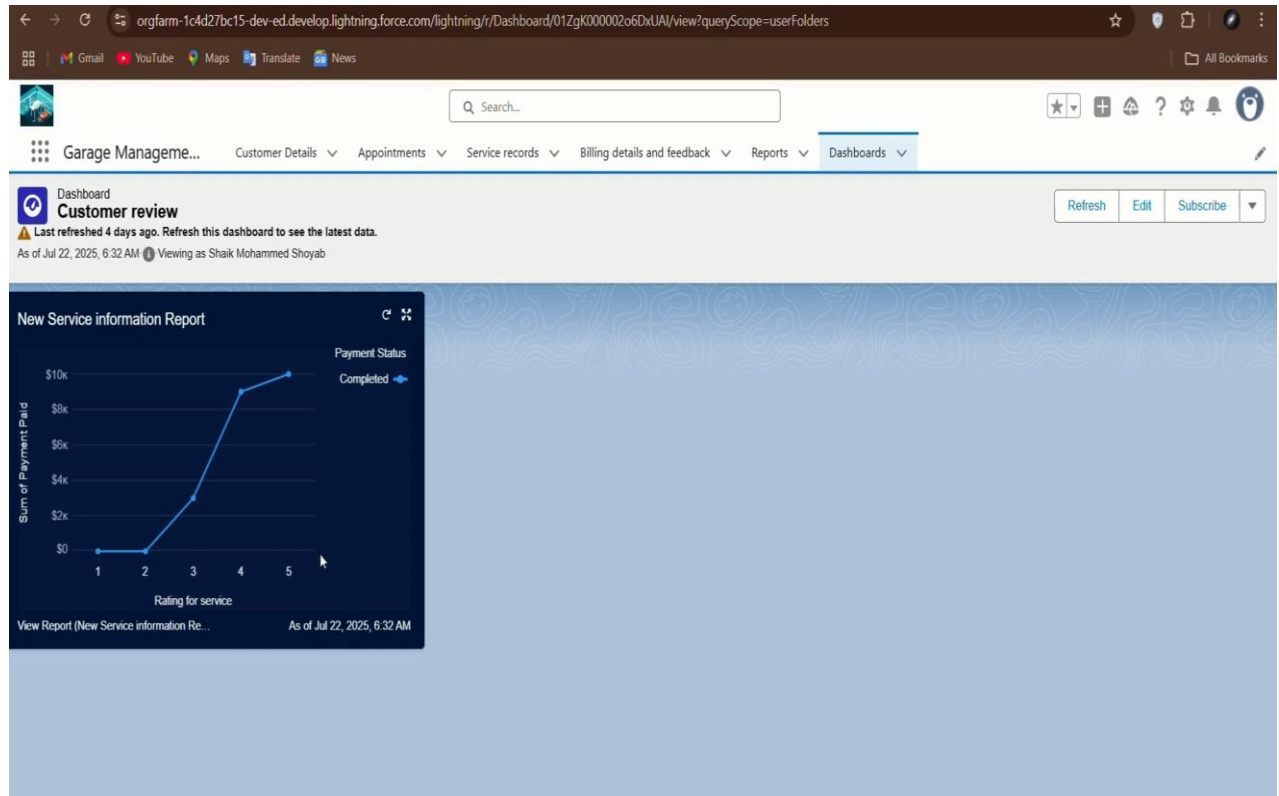 orgfarm-1c4d27bc15-dev-ed.develop.lightning.force.com/lightning/r/Dashboard/01ZgK000002o6DxUAI/view?queryScope=userFolders
Gmail YouTube Maps Translate News All Bookmarks
Search...
Garage Manageme... Customer Details Appointments Service records Billing details and feedback Reports Dashboards
Dashboard
Customer review
Refresh Edit Subscribe
Last refreshed 4 days ago. Refresh this dashboard to see the latest data.
As of Jul 22, 2025, 6:32 AM Viewing as Shaik Mohammed Shoyab
New Service information Report
Payment Status
Completed
Sum of Payment Paid
$10K
$8K
$6K
$4K
$2K
$0
1 2 3 4 5
Rating for service
View Report (New Service information Re... As of Jul 22, 2025, 6:32 AM